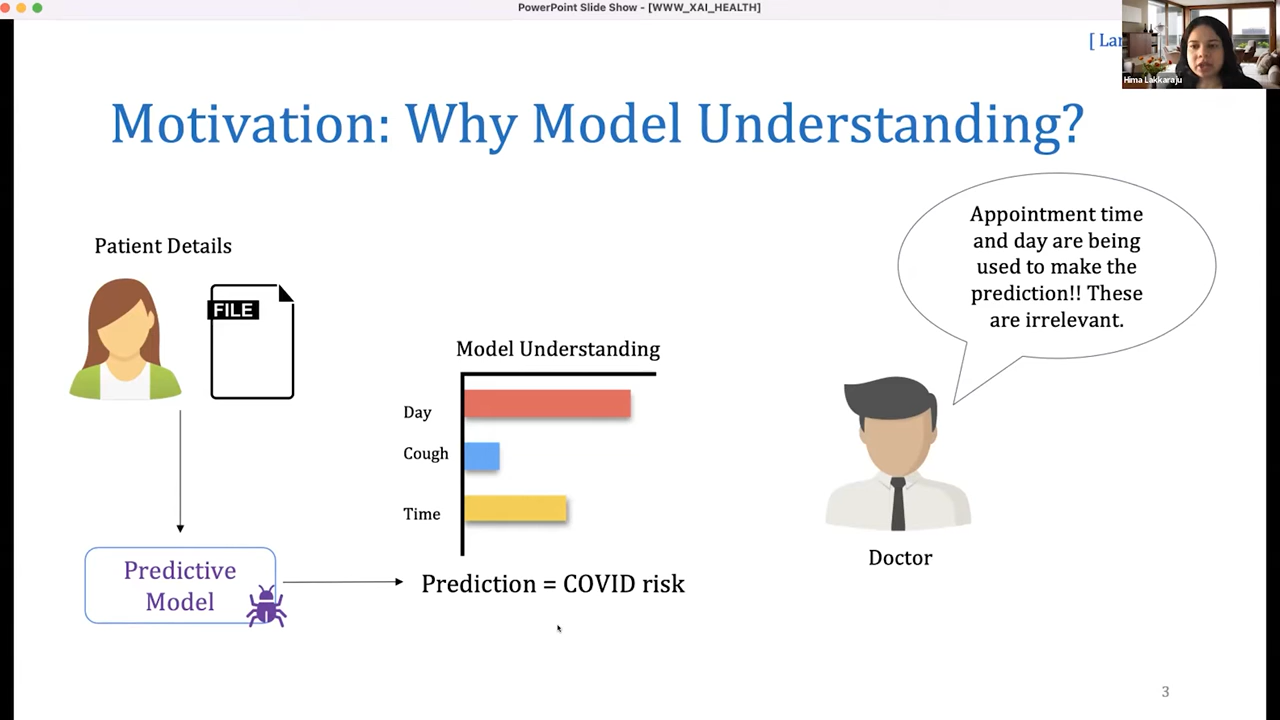 PowerPoint Slide Show - [WWW_XAI_HEALTH]
[ Lar
Hima Lakkaraju
Motivation: Why Model Understanding?
Patient Details
FILE
Predictive
Model
Model Understanding
Day
Cough
Time
Prediction = COVID risk
Appointment time
and day are being
used to make the
prediction!! These
are irrelevant.
Doctor
3